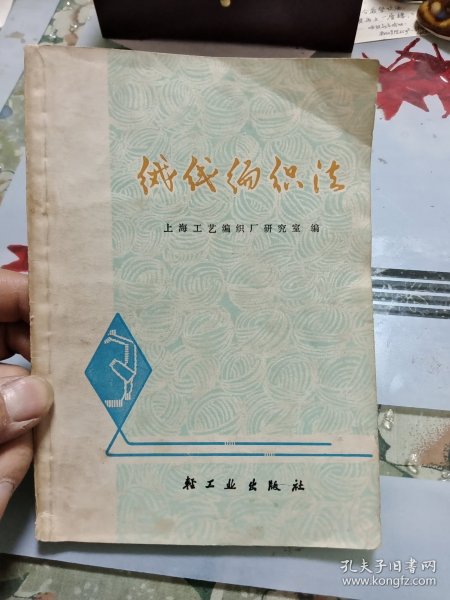 绒线编织法
上海工艺编织厂研究室 编
轻工业出版社
孔夫子旧书网
www.kongfz.com